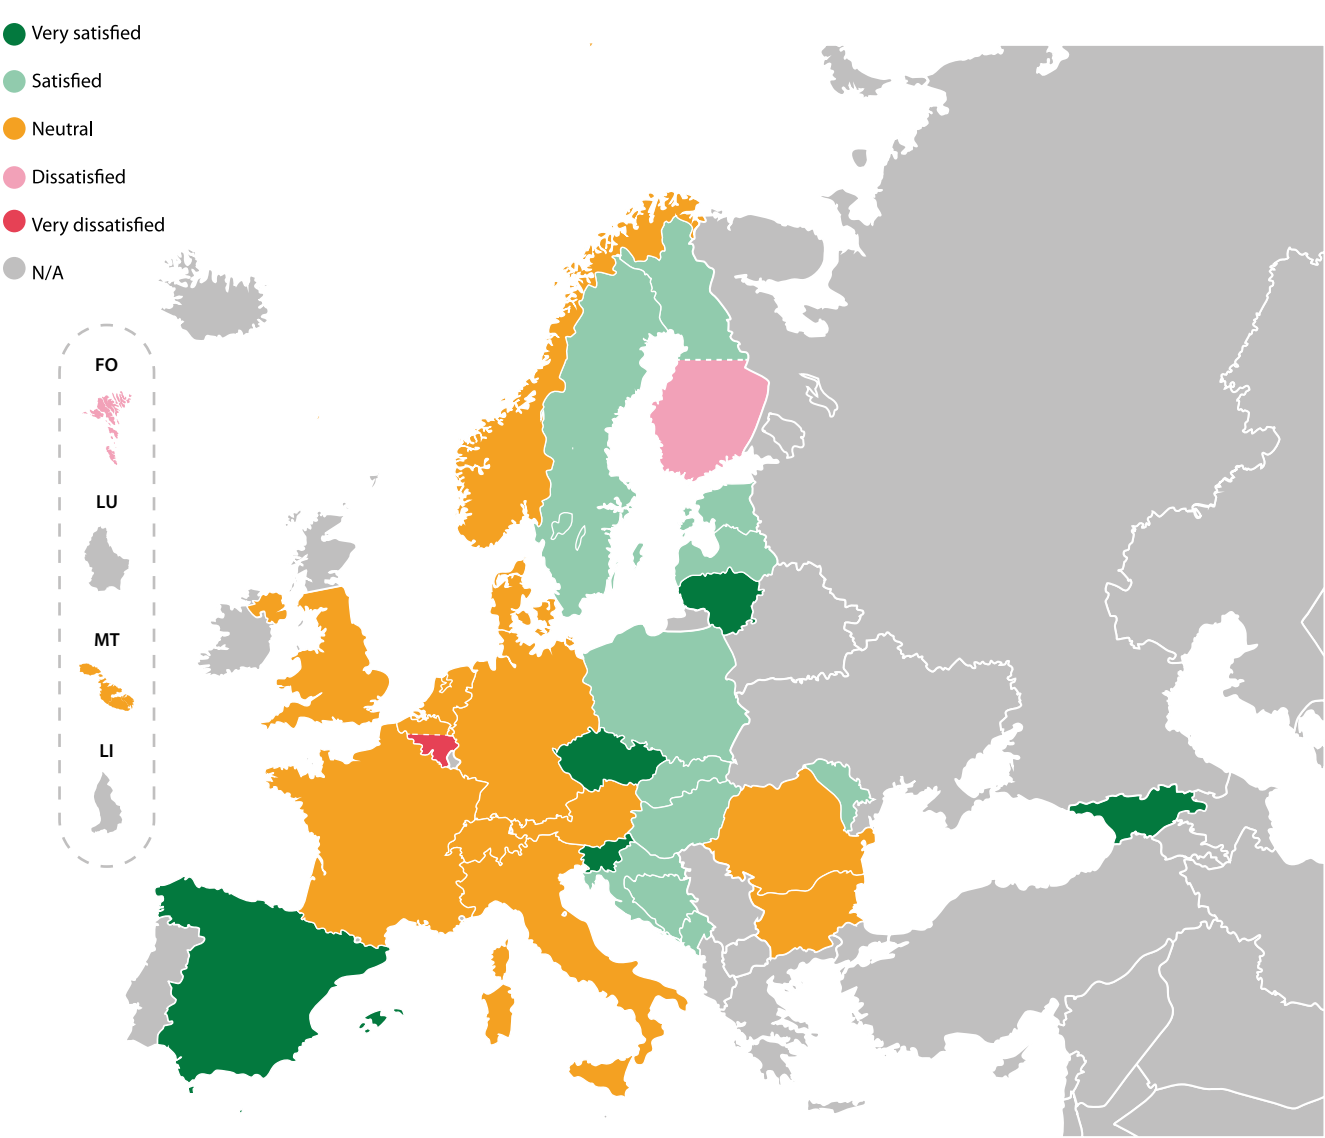 Very satisfied
Satisfied
Neutral
Dissatisfied
Very dissatisfied
N/A
FO
LU
MT
LI